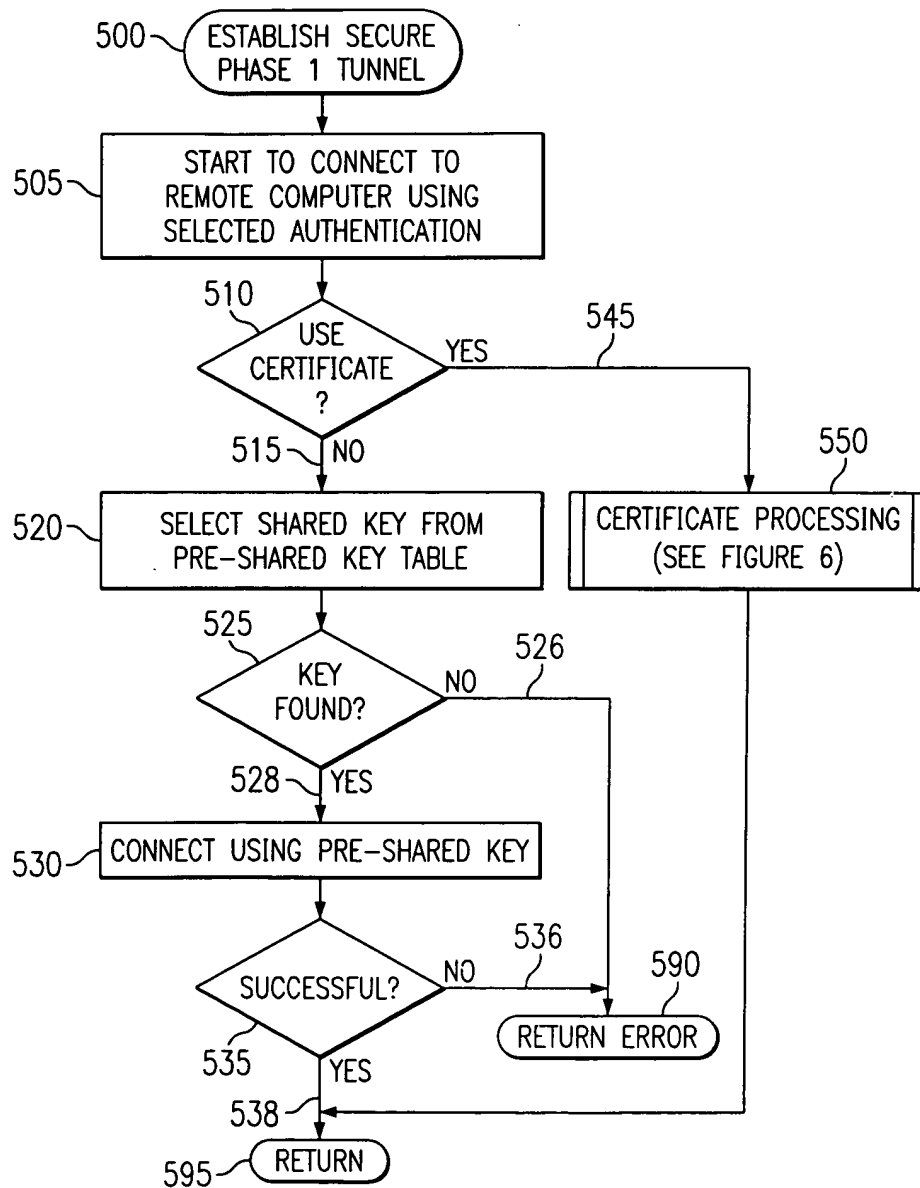 500
ESTABLISH SECURE
PHASE 1 TUNNEL
505
START TO CONNECT TO
REMOTE COMPUTER USING
SELECTED AUTHENTICATION
510
USE
CERTIFICATE
?
YES
545
515
NO
550
520
SELECT SHARED KEY FROM
PRE-SHARED KEY TABLE
CERTIFICATE PROCESSING
(SEE FIGURE 6)
525
KEY
FOUND?
NO
526
528
YES
530
CONNECT USING PRE-SHARED KEY
SUCCESSFUL?
NO
536
590
RETURN ERROR
535
YES
538
595
RETURN